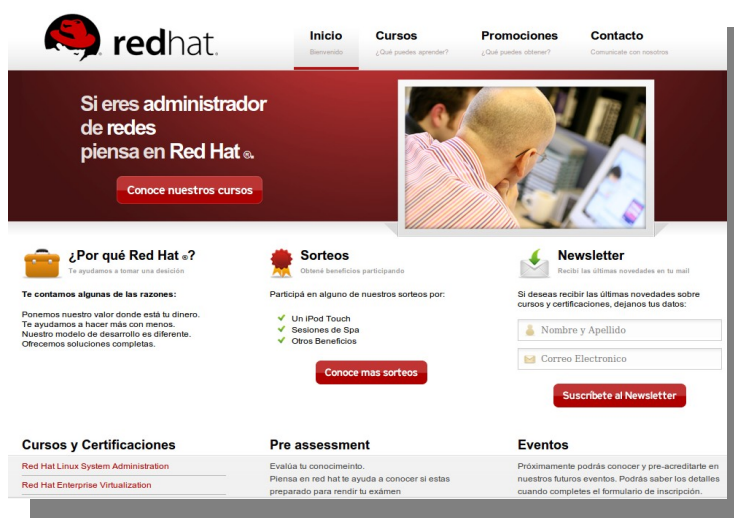 redhat.
Inicio
Bienvenido
Cursos
¿Qué puedes aprender?
Promociones
¿Qué puedes obtener?
Contacto
Comunicate con nosotros
Si eres administrador
de redes
piensa en Red Hat ®.
Conoce nuestros cursos
¿Por qué Red Hat ®?
Te ayudamos a tomar una desición
Te contamos algunas de las razones:
Ponemos nuestro valor donde está tu dinero.
Te ayudamos a hacer más con menos.
Nuestro modelo de desarrollo es diferente.
Ofrecemos soluciones completas.
Sorteos
Obtené beneficios participando
Participá en alguno de nuestros sorteos por:
Un iPod Touch
Sesiones de Spa
Otros Beneficios
Conoce mas sorteos
Newsletter
Recibí las últimas novedades en tu mail
Si deseas recibir las últimas novedades sobre
cursos y certificaciones, dejanos tus datos:
Nombre y Apellido
Correo Electronico
Suscríbete al Newsletter
Cursos y Certificaciones
Red Hat Linux System Administration
Red Hat Enterprise Virtualization
Pre assessment
Evalúa tu conocimeinto.
Piensa en red hat te ayuda a conocer si estas
preparado para rendir tu exámen
Eventos
Próximamente podrás conocer y pre-acreditarte en
nuestros futuros eventos. Podrás saber los detalles
cuando completes el formulario de inscripción.